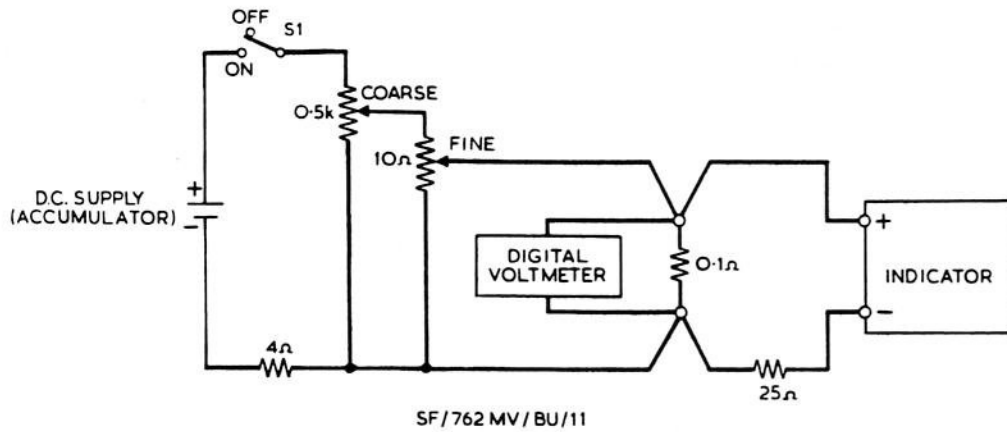 OFF
S1
ON
COARSE
0·5k
FINE
10Ω
+
D.C. SUPPLY
(ACCUMULATOR)
-
DIGITAL
VOLTMETER
0·1Ω
+
INDICATOR
-
4Ω
25Ω
SF/762 MV/BU/11